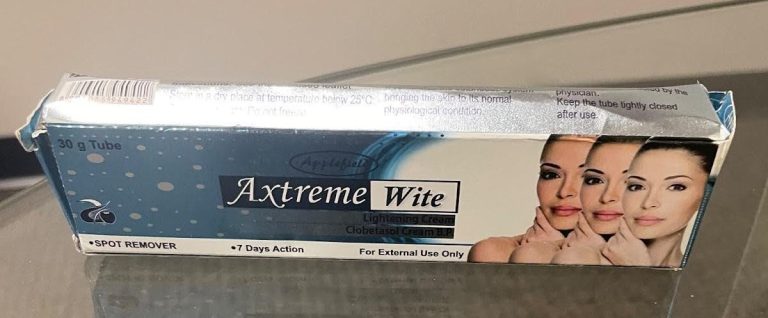 Store in a dry place at temperature below 25°C.
Do not freeze
bringing the skin to its normal
physiological condition.
physician.
by the
Keep the tube tightly closed
after use.
30 g Tube
Applefield
Axtreme Wite
Lightening Cream
Clobetasol Cream B.P.
•SPOT REMOVER
•7 Days Action
For External Use Only